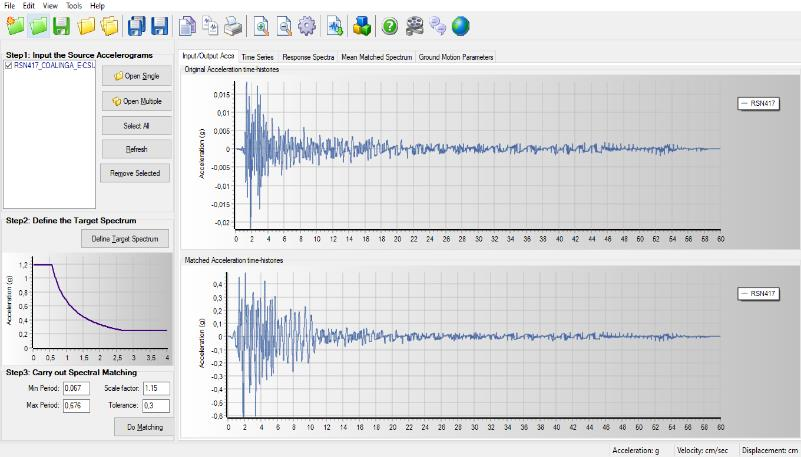 File Edit View Tools Help
Step1: Input the Source Accelerograms
RSN417_COALINGA_E-CSU
Open Single
Open Multiple
Select All
Refresh
Remove Selected
Step2: Define the Target Spectrum
Define Target Spectrum
Acceleration (g)
1,2
1
0,8
0,6
0,4
0,2
0
0 0,5 1 1,5 2 2,5 3 3,5 4
Step3: Carry out Spectral Matching
Min Period: 0,067 Scale factor: 1.15
Max Period: 0,676 Tolerance: 0,3
Do Matching
Input/Output Acce Time Series Response Spectra Mean Matched Spectrum Ground Motion Parameters
Original Acceleration time-histories
Acceleration (g)
0,015
0,01
0,005
0
-0,005
-0,01
-0,015
-0,02
0 2 4 6 8 10 12 14 16 18 20 22 24 26 28 30 32 34 36 38 40 42 44 46 48 50 52 54 56 58 60
RSN417
Matched Acceleration time-histories
Acceleration (g)
0,4
0,3
0,2
0,1
0
-0,1
-0,2
-0,3
-0,4
-0,5
-0,6
0 2 4 6 8 10 12 14 16 18 20 22 24 26 28 30 32 34 36 38 40 42 44 46 48 50 52 54 56 58 60
RSN417
Acceleration: g Velocity: cm/sec Displacement: cm